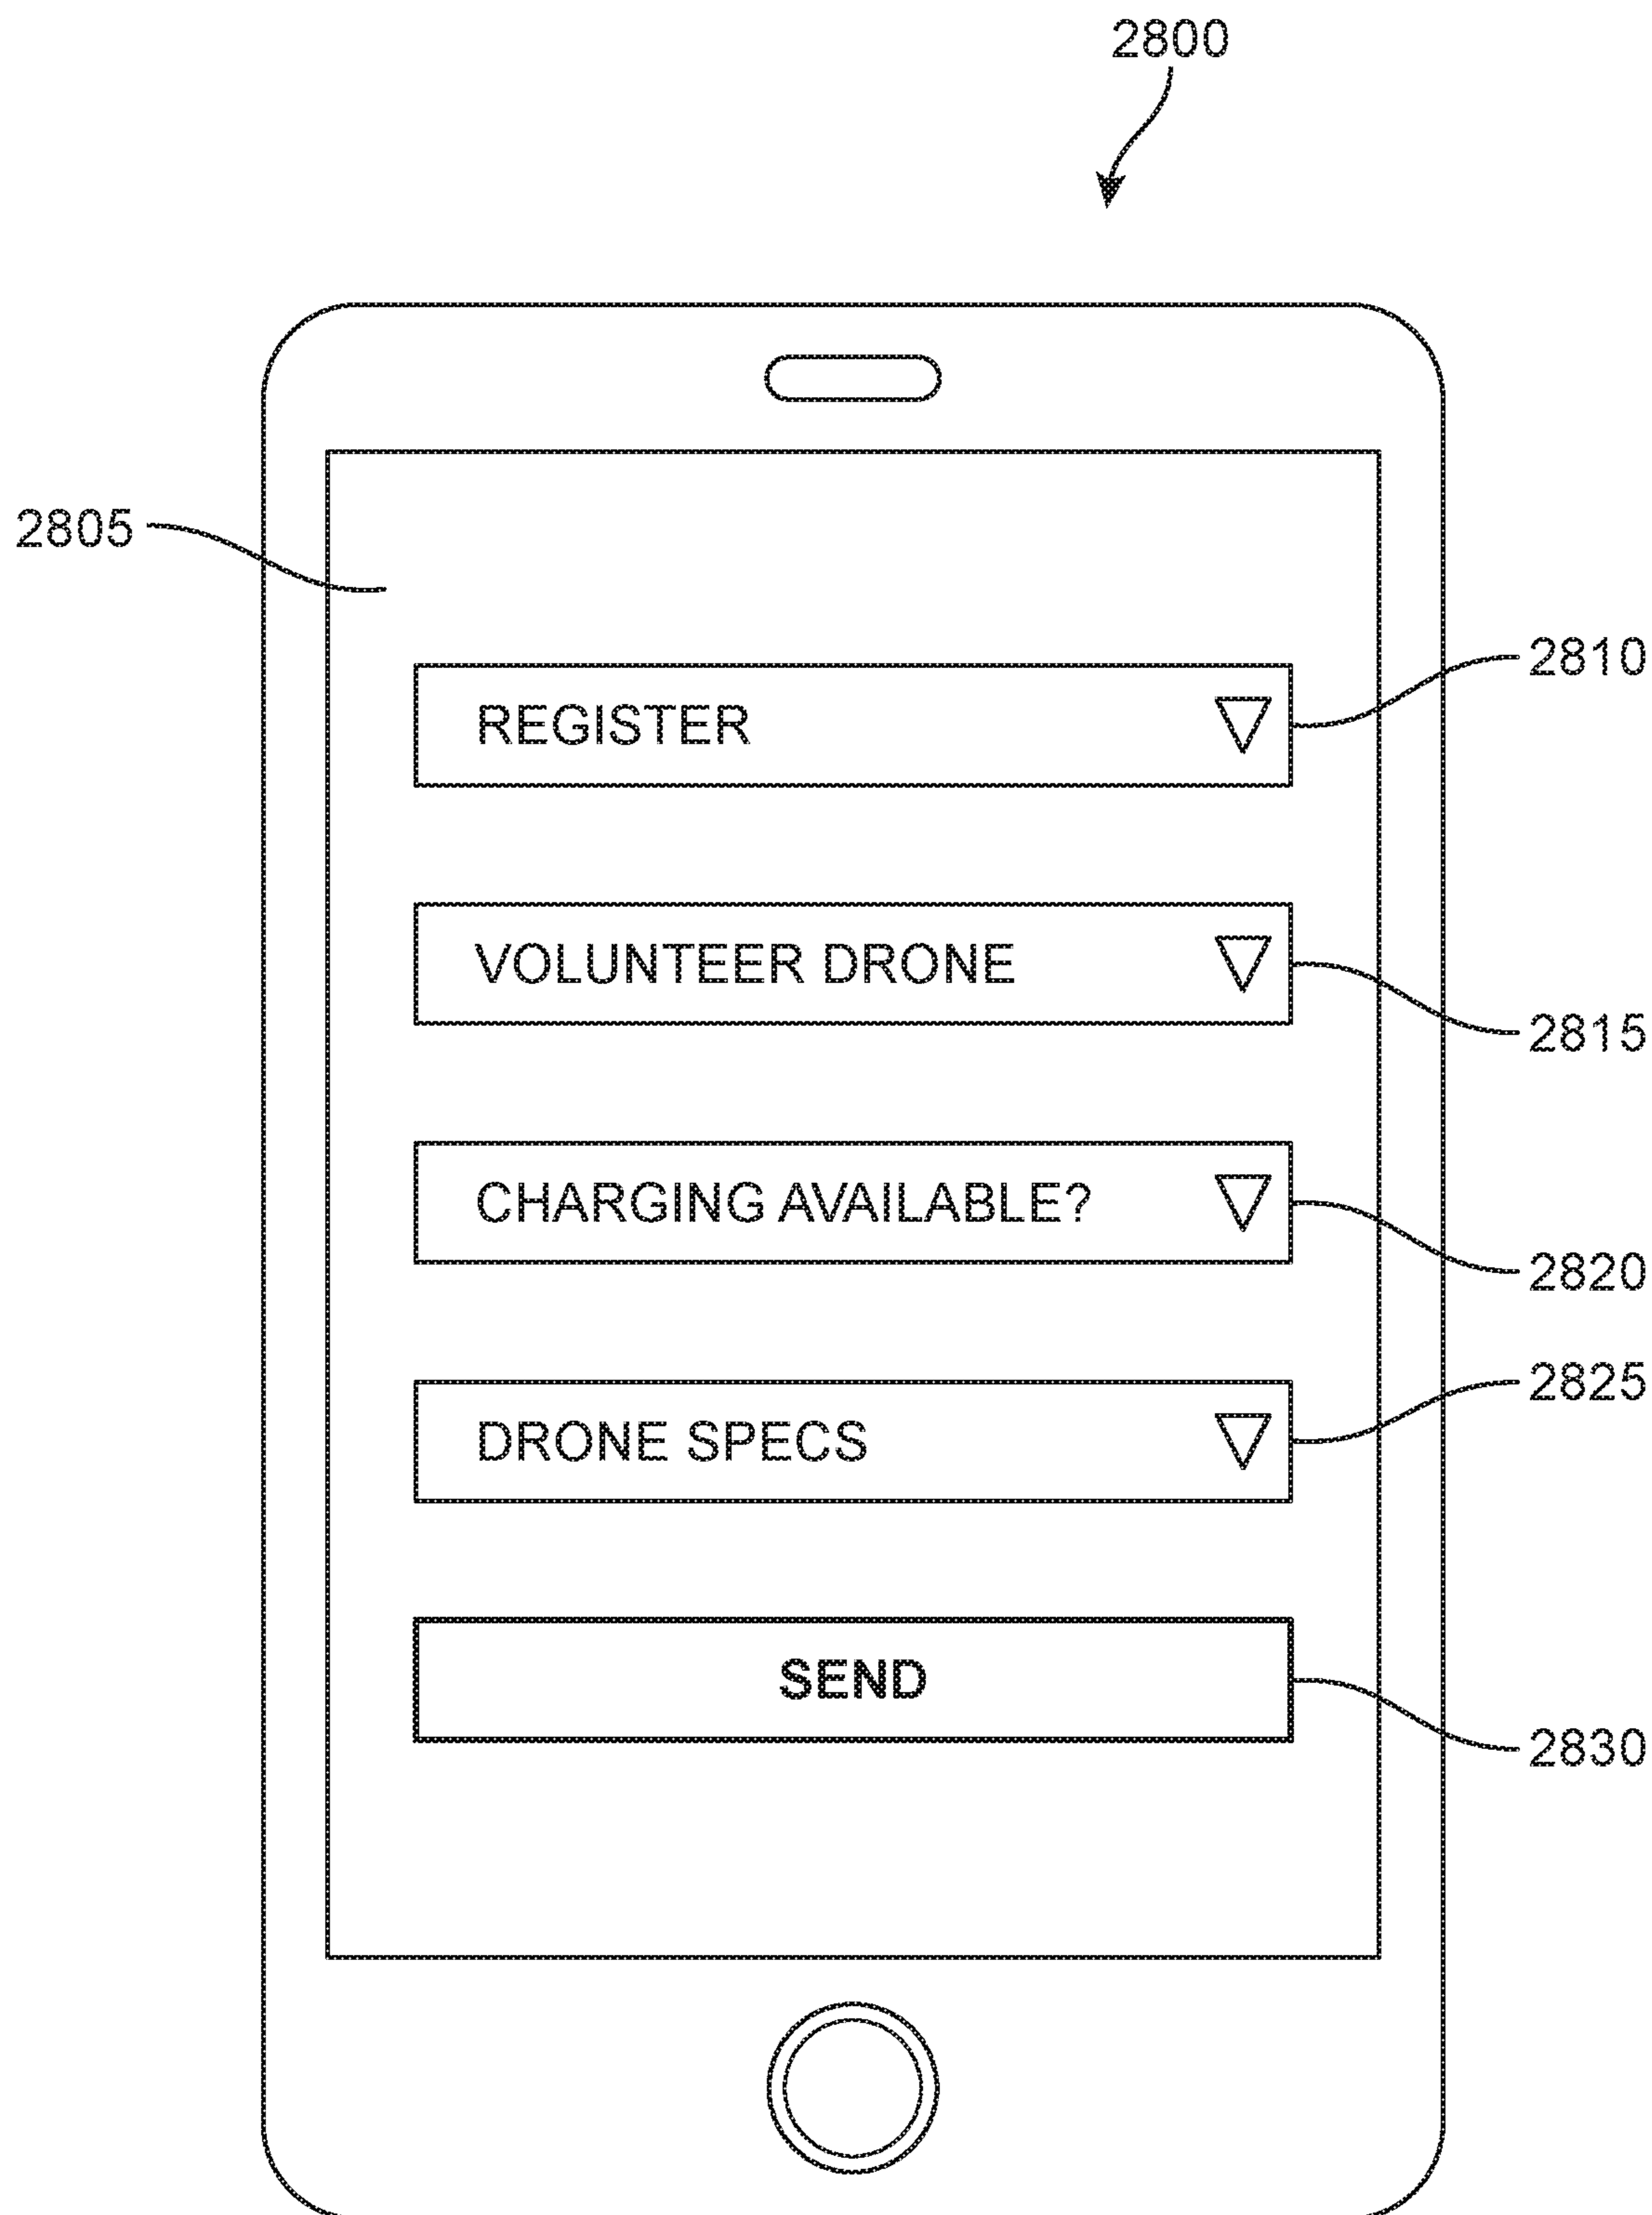 2800
2805
REGISTER
2810
VOLUNTEER DRONE
2815
CHARGING AVAILABLE?
2820
2825
DRONE SPECS
SEND
2830